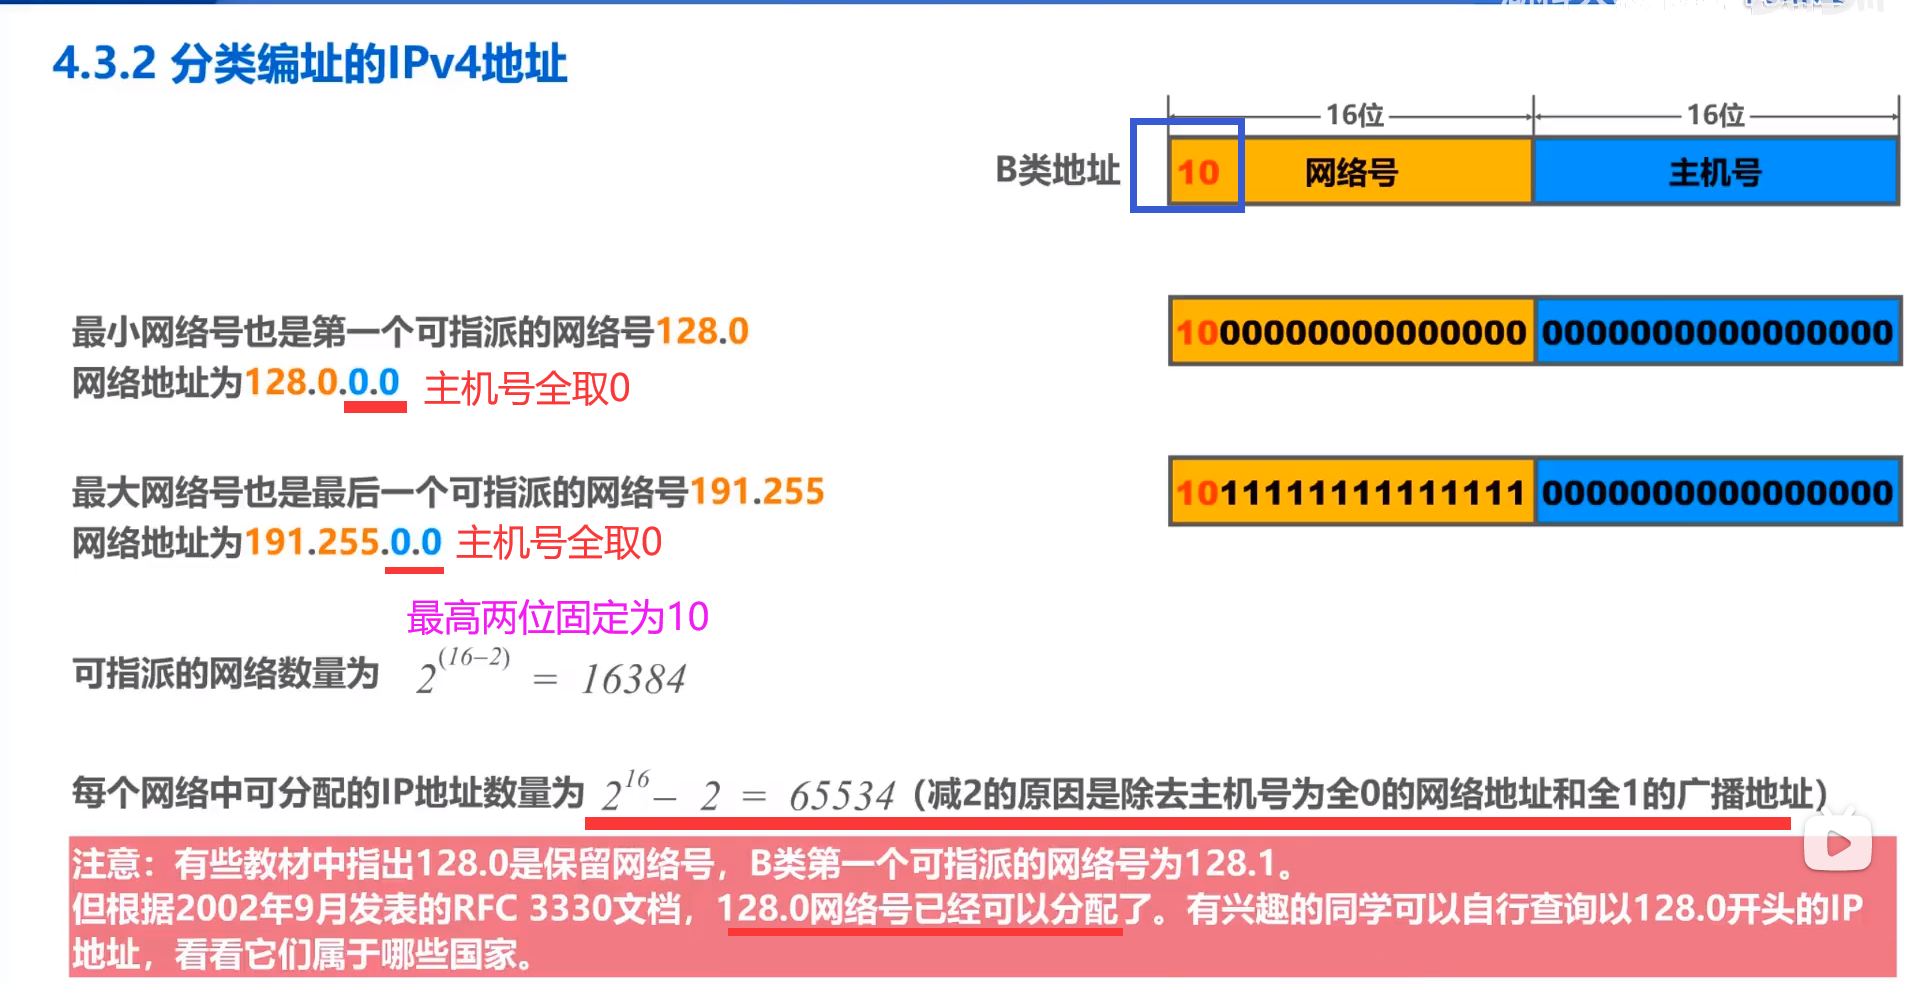 4.3.2 分类编址的IPv4地址
16位 16位
B类地址 10 网络号 主机号
最小网络号也是第一个可指派的网络号128.0
网络地址为128.0.0.0 主机号全取0
1000000000000000 0000000000000000
最大网络号也是最后一个可指派的网络号191.255
网络地址为191.255.0.0 主机号全取0
1011111111111111 0000000000000000
最高两位固定为10
可指派的网络数量为 2^(16-2) = 16384
每个网络中可分配的IP地址数量为 2^16 - 2 = 65534（减2的原因是除去主机号为全0的网络地址和全1的广播地址）
注意：有些教材中指出128.0是保留网络号，B类第一个可指派的网络号为128.1。
但根据2002年9月发表的RFC 3330文档，128.0网络号已经可以分配了。有兴趣的同学可以自行查询以128.0开头的IP
地址，看看它们属于哪些国家。